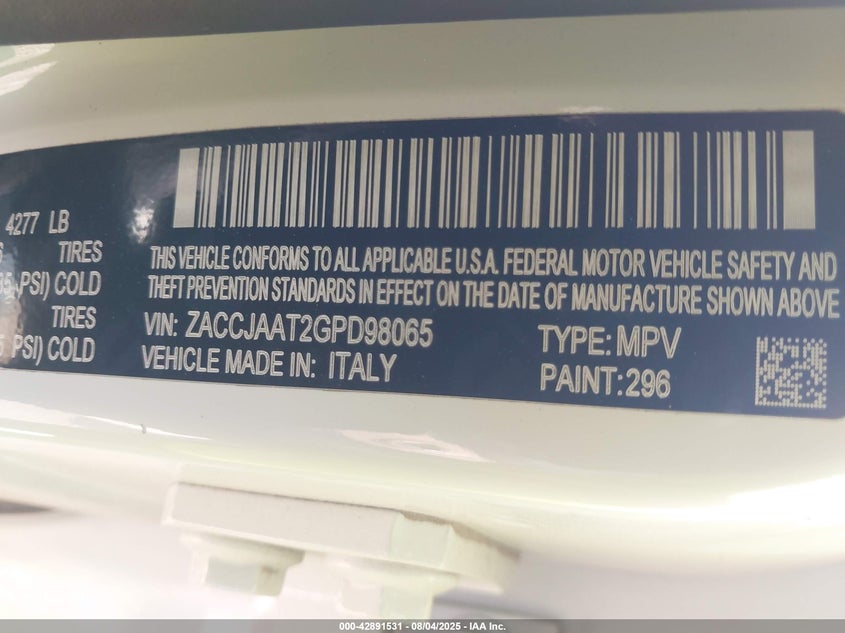 4277 LB
TIRES
PSI) COLD
TIRES
PSI) COLD
THIS VEHICLE CONFORMS TO ALL APPLICABLE U.S.A. FEDERAL MOTOR VEHICLE SAFETY AND
THEFT PREVENTION STANDARDS IN EFFECT ON THE DATE OF MANUFACTURE SHOWN ABOVE
VIN: ZACCJAAT2GPD98065 TYPE: MPV
VEHICLE MADE IN: ITALY PAINT: 296
000-42891531 - 08/04/2025 - IAA Inc.